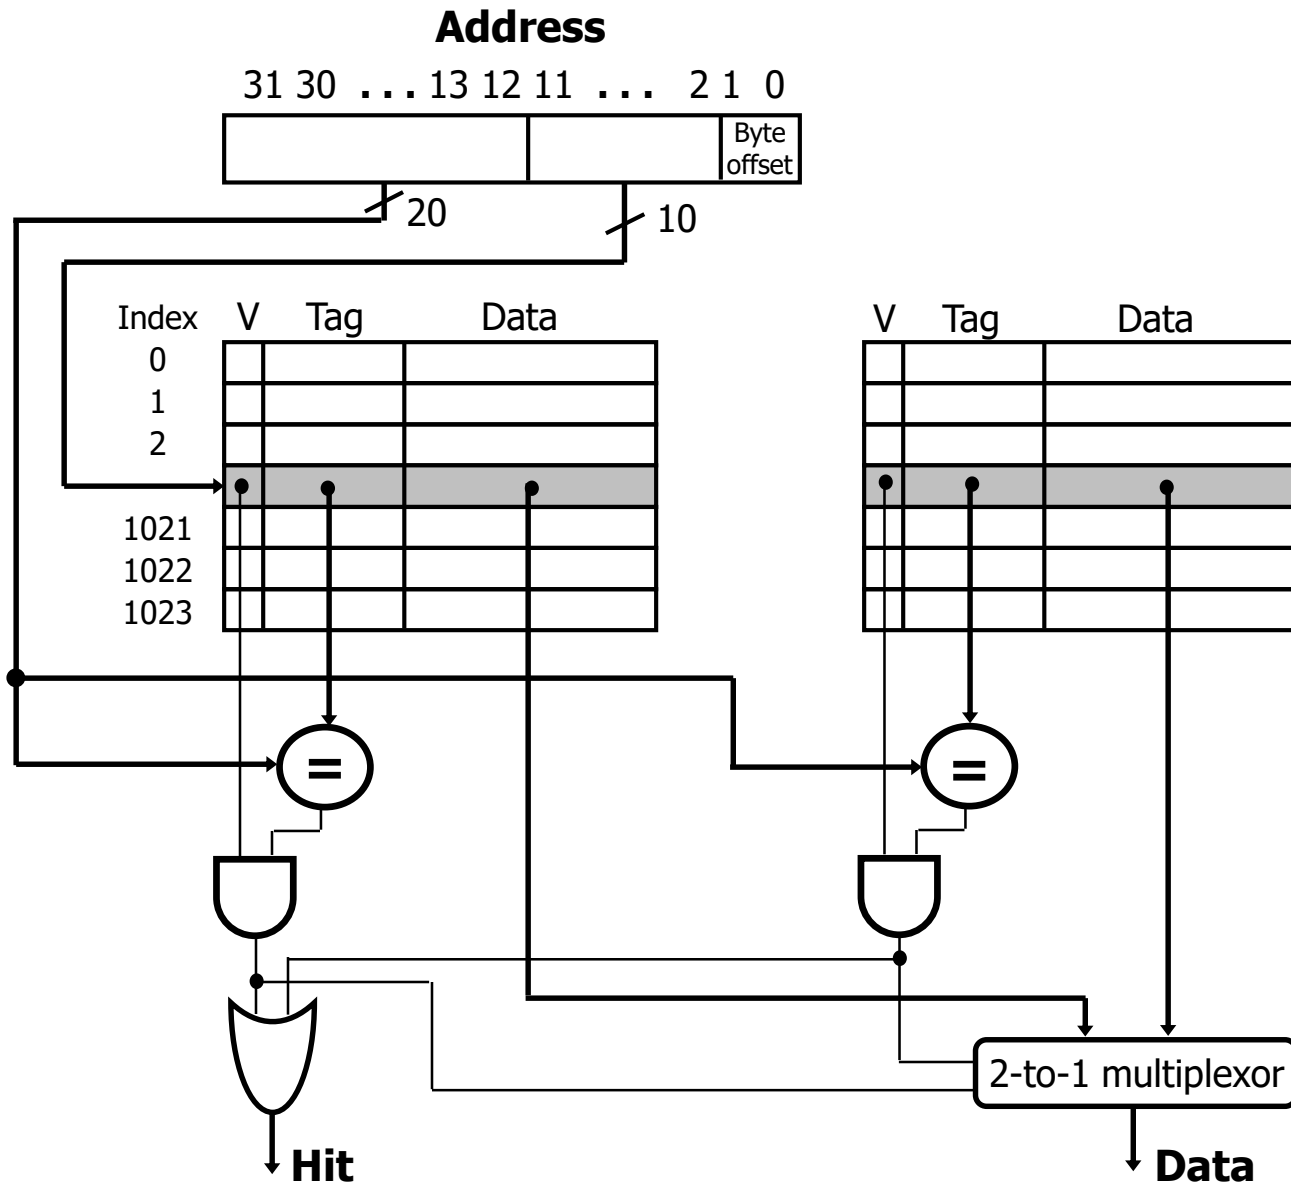 Address
31 30 ... 13 12 11 ... 2 1 0
Byte
offset
20
10
Index V Tag Data
V Tag Data
0
1
2
1021
1022
1023
=
=
2-to-1 multiplexor
Hit
Data